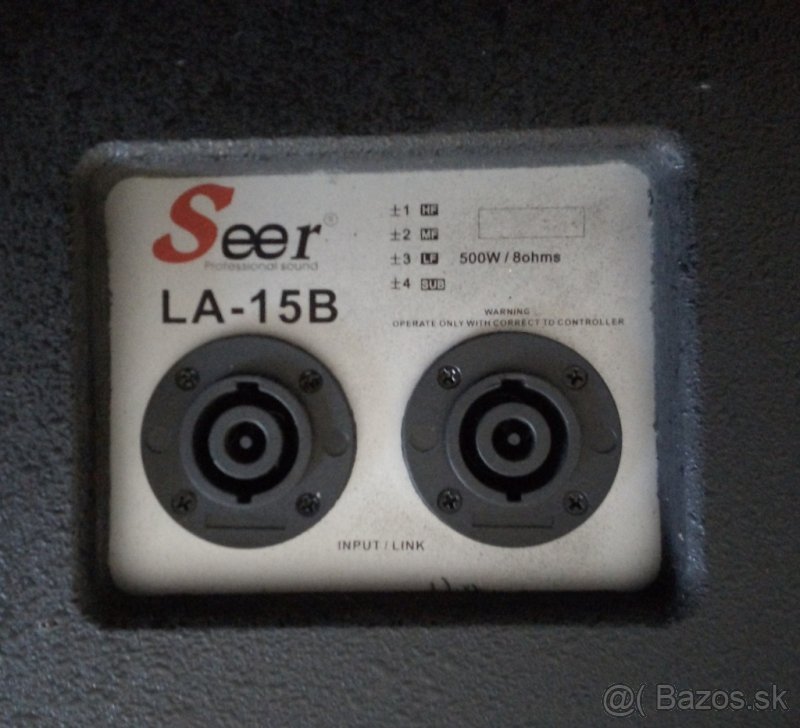 Seer®
Professional sound
LA-15B
±1 HF
±2 MF
±3 LF 500W / 8ohms
±4 SUB
WARNING
OPERATE ONLY WITH CORRECT TO CONTROLLER
INPUT / LINK
@( Bazos.sk